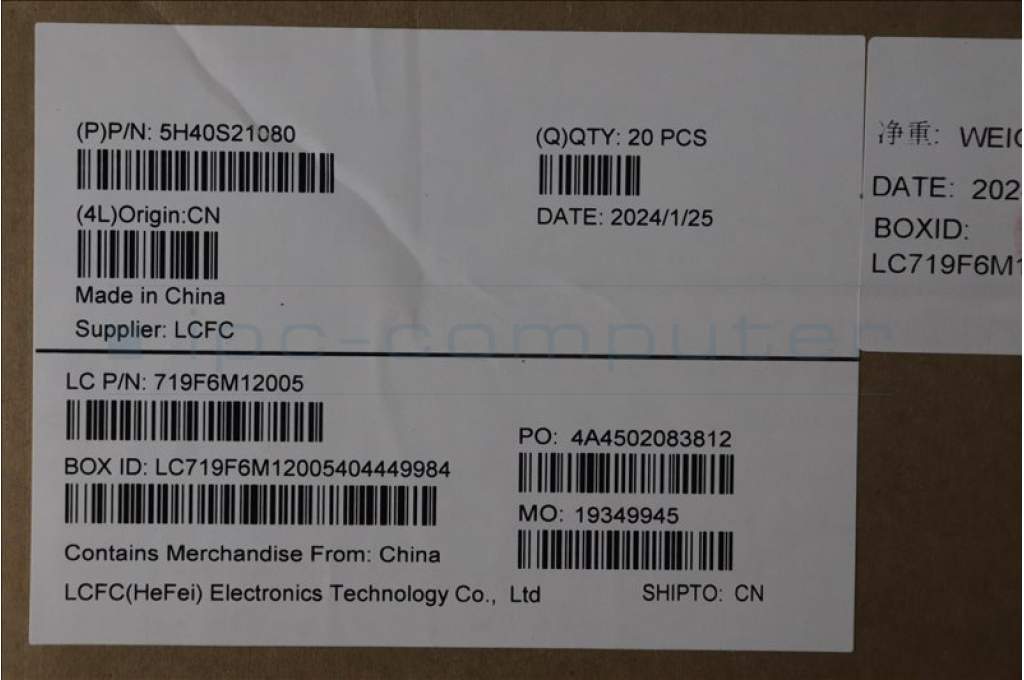 (P)P/N: 5H40S21080
(Q)QTY: 20 PCS
(4L)Origin:CN
DATE: 2024/1/25
Made in China
Supplier: LCFC
ipc-computer
LC P/N: 719F6M12005
PO: 4A4502083812
BOX ID: LC719F6M12005404449984
MO: 19349945
Contains Merchandise From: China
LCFC(HeFei) Electronics Technology Co., Ltd
SHIPTO: CN
净重:
DATE: 202
BOXID:
LC719F6M1